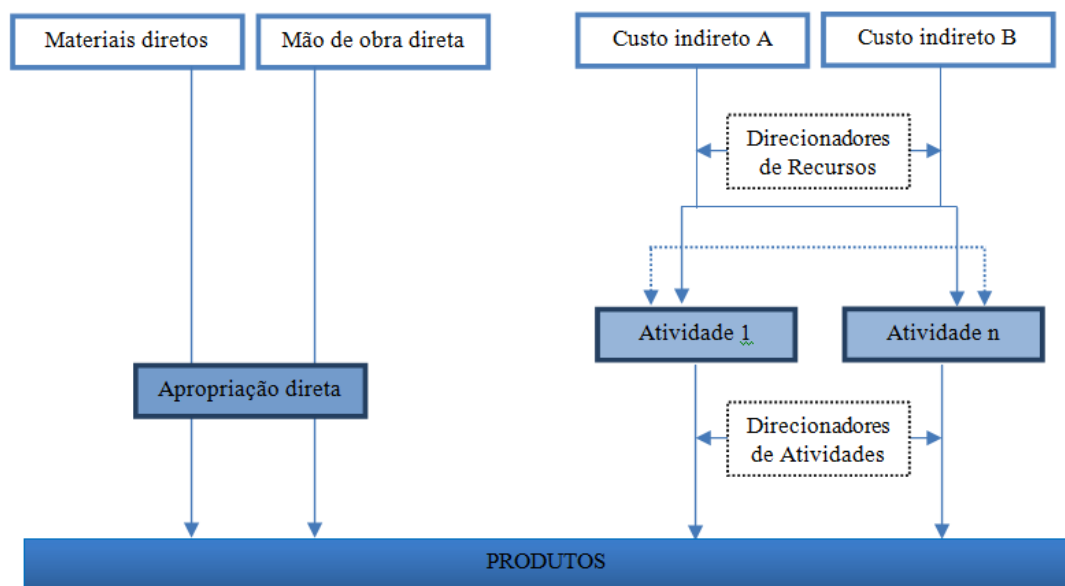 Materiais diretos
Mão de obra direta
Custo indireto A
Custo indireto B
Direcionadores
de Recursos
Atividade 1
Atividade n
Apropriação direta
Direcionadores
de Atividades
PRODUTOS